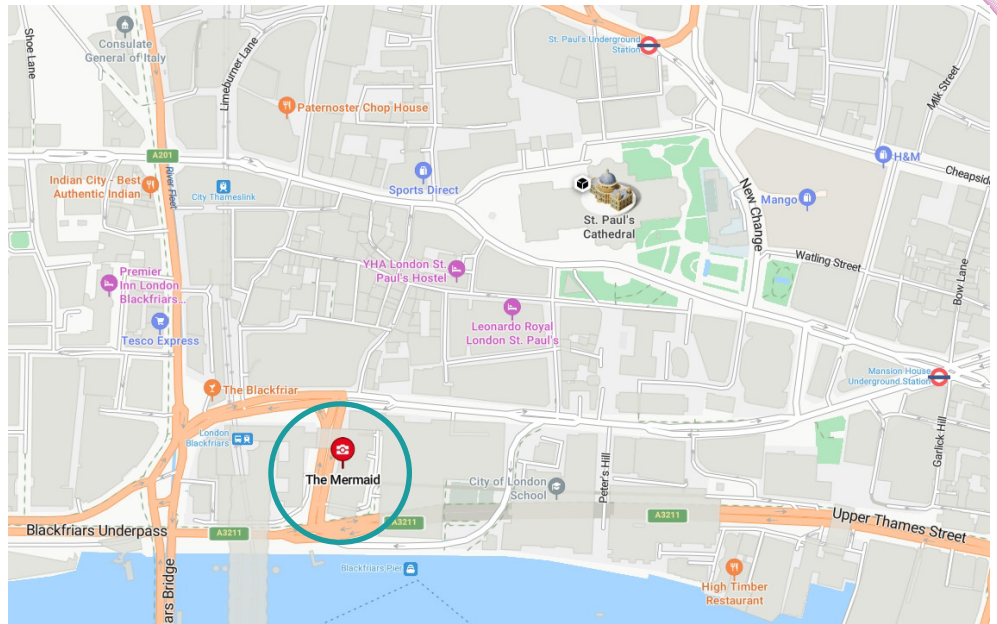 Shoe Lane
Consulate
General of Italy
Limeburner Lane
St. Paul's Underground
Station
Milk Street
Paternoster Chop House
A201
River Fleet
H&M
Cheapside
Indian City - Best
Authentic Indian
City Thameslink
Sports Direct
St. Paul's
Cathedral
Mango
New Change
Watling Street
Bow Lane
YHA London St.
Paul's Hostel
Premier
Inn London
Blackfriars...
Leonardo Royal
London St. Paul's
Tesco Express
Mansion House
Underground Station
The Blackfriar
London
Blackfriars
The Mermaid
City of London
School
Peter's Hill
Garlick Hill
Blackfriars Underpass
A3211
A3211
A3211
Upper Thames Street
ars Bridge
Blackfriars Pier
High Timber
Restaurant